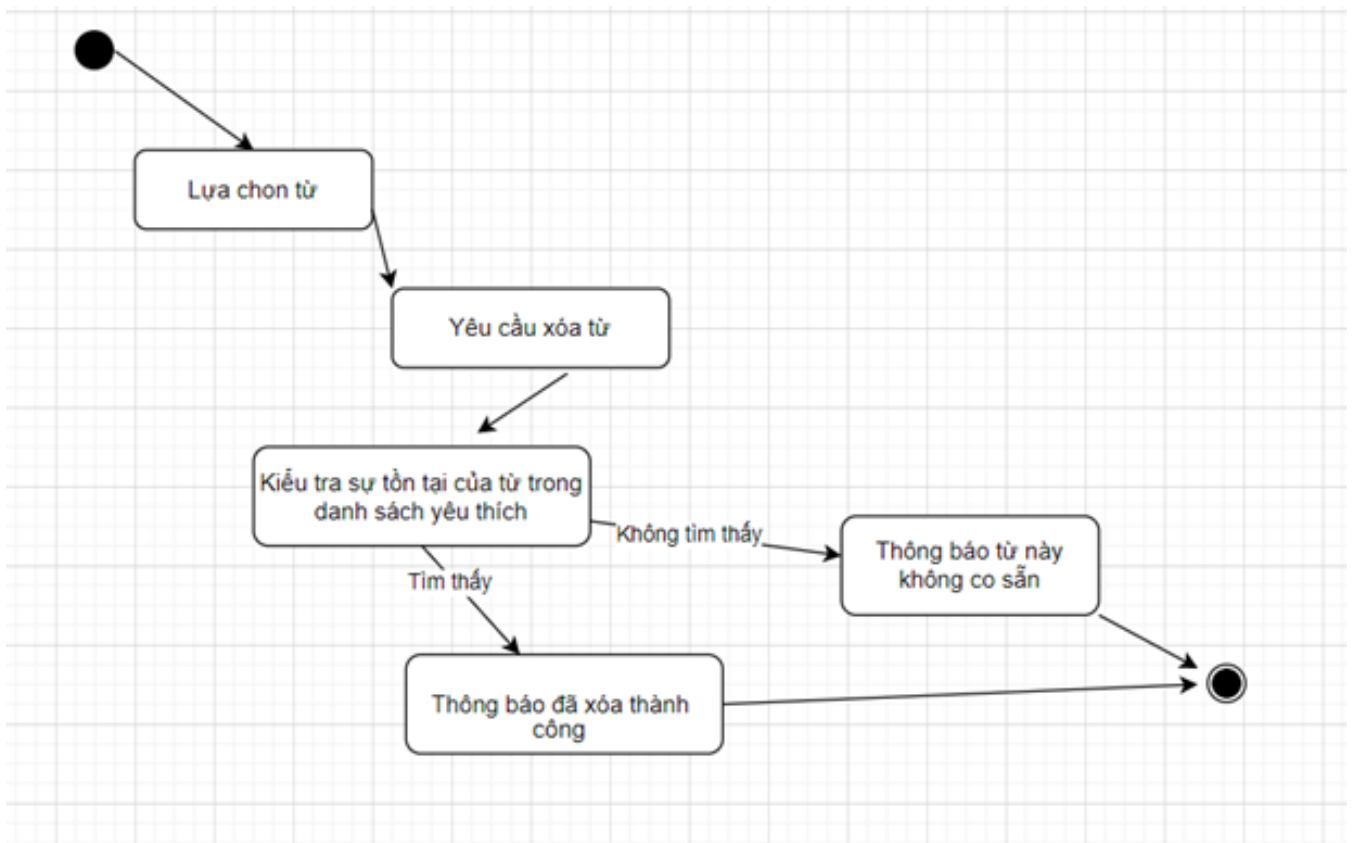 Lựa chon từ
Yêu cầu xóa từ
Kiểu tra sự tồn tại của từ trong
danh sách yêu thích
Không tìm thấy
Thông báo từ này
không co sẵn
Tìm thấy
Thông báo đã xóa thành
công